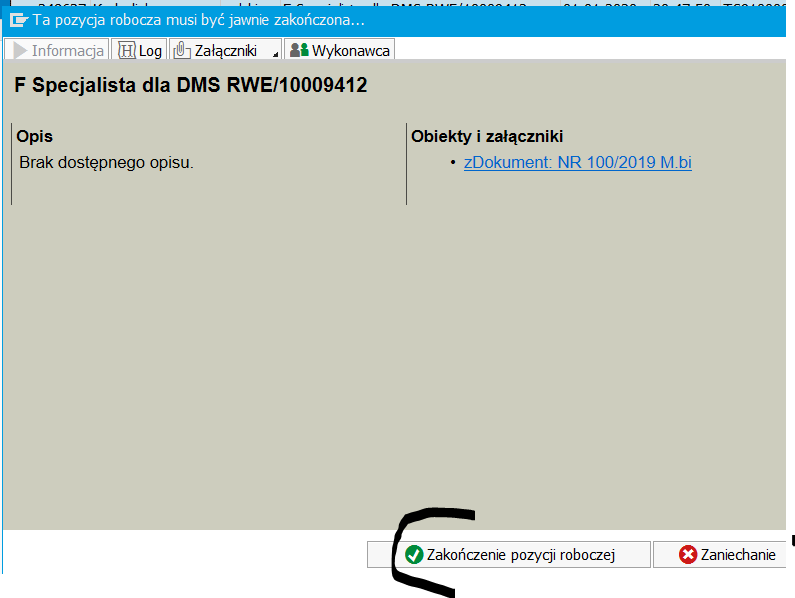 Ta pozycja robocza musi być jawnie zakończona...
Informacja Log Załączniki Wykonawca
F Specjalista dla DMS RWE/10009412
Opis
Brak dostępnego opisu.
Obiekty i załączniki
• zDokument: NR 100/2019 M.bi
Zakończenie pozycji roboczej Zaniechanie